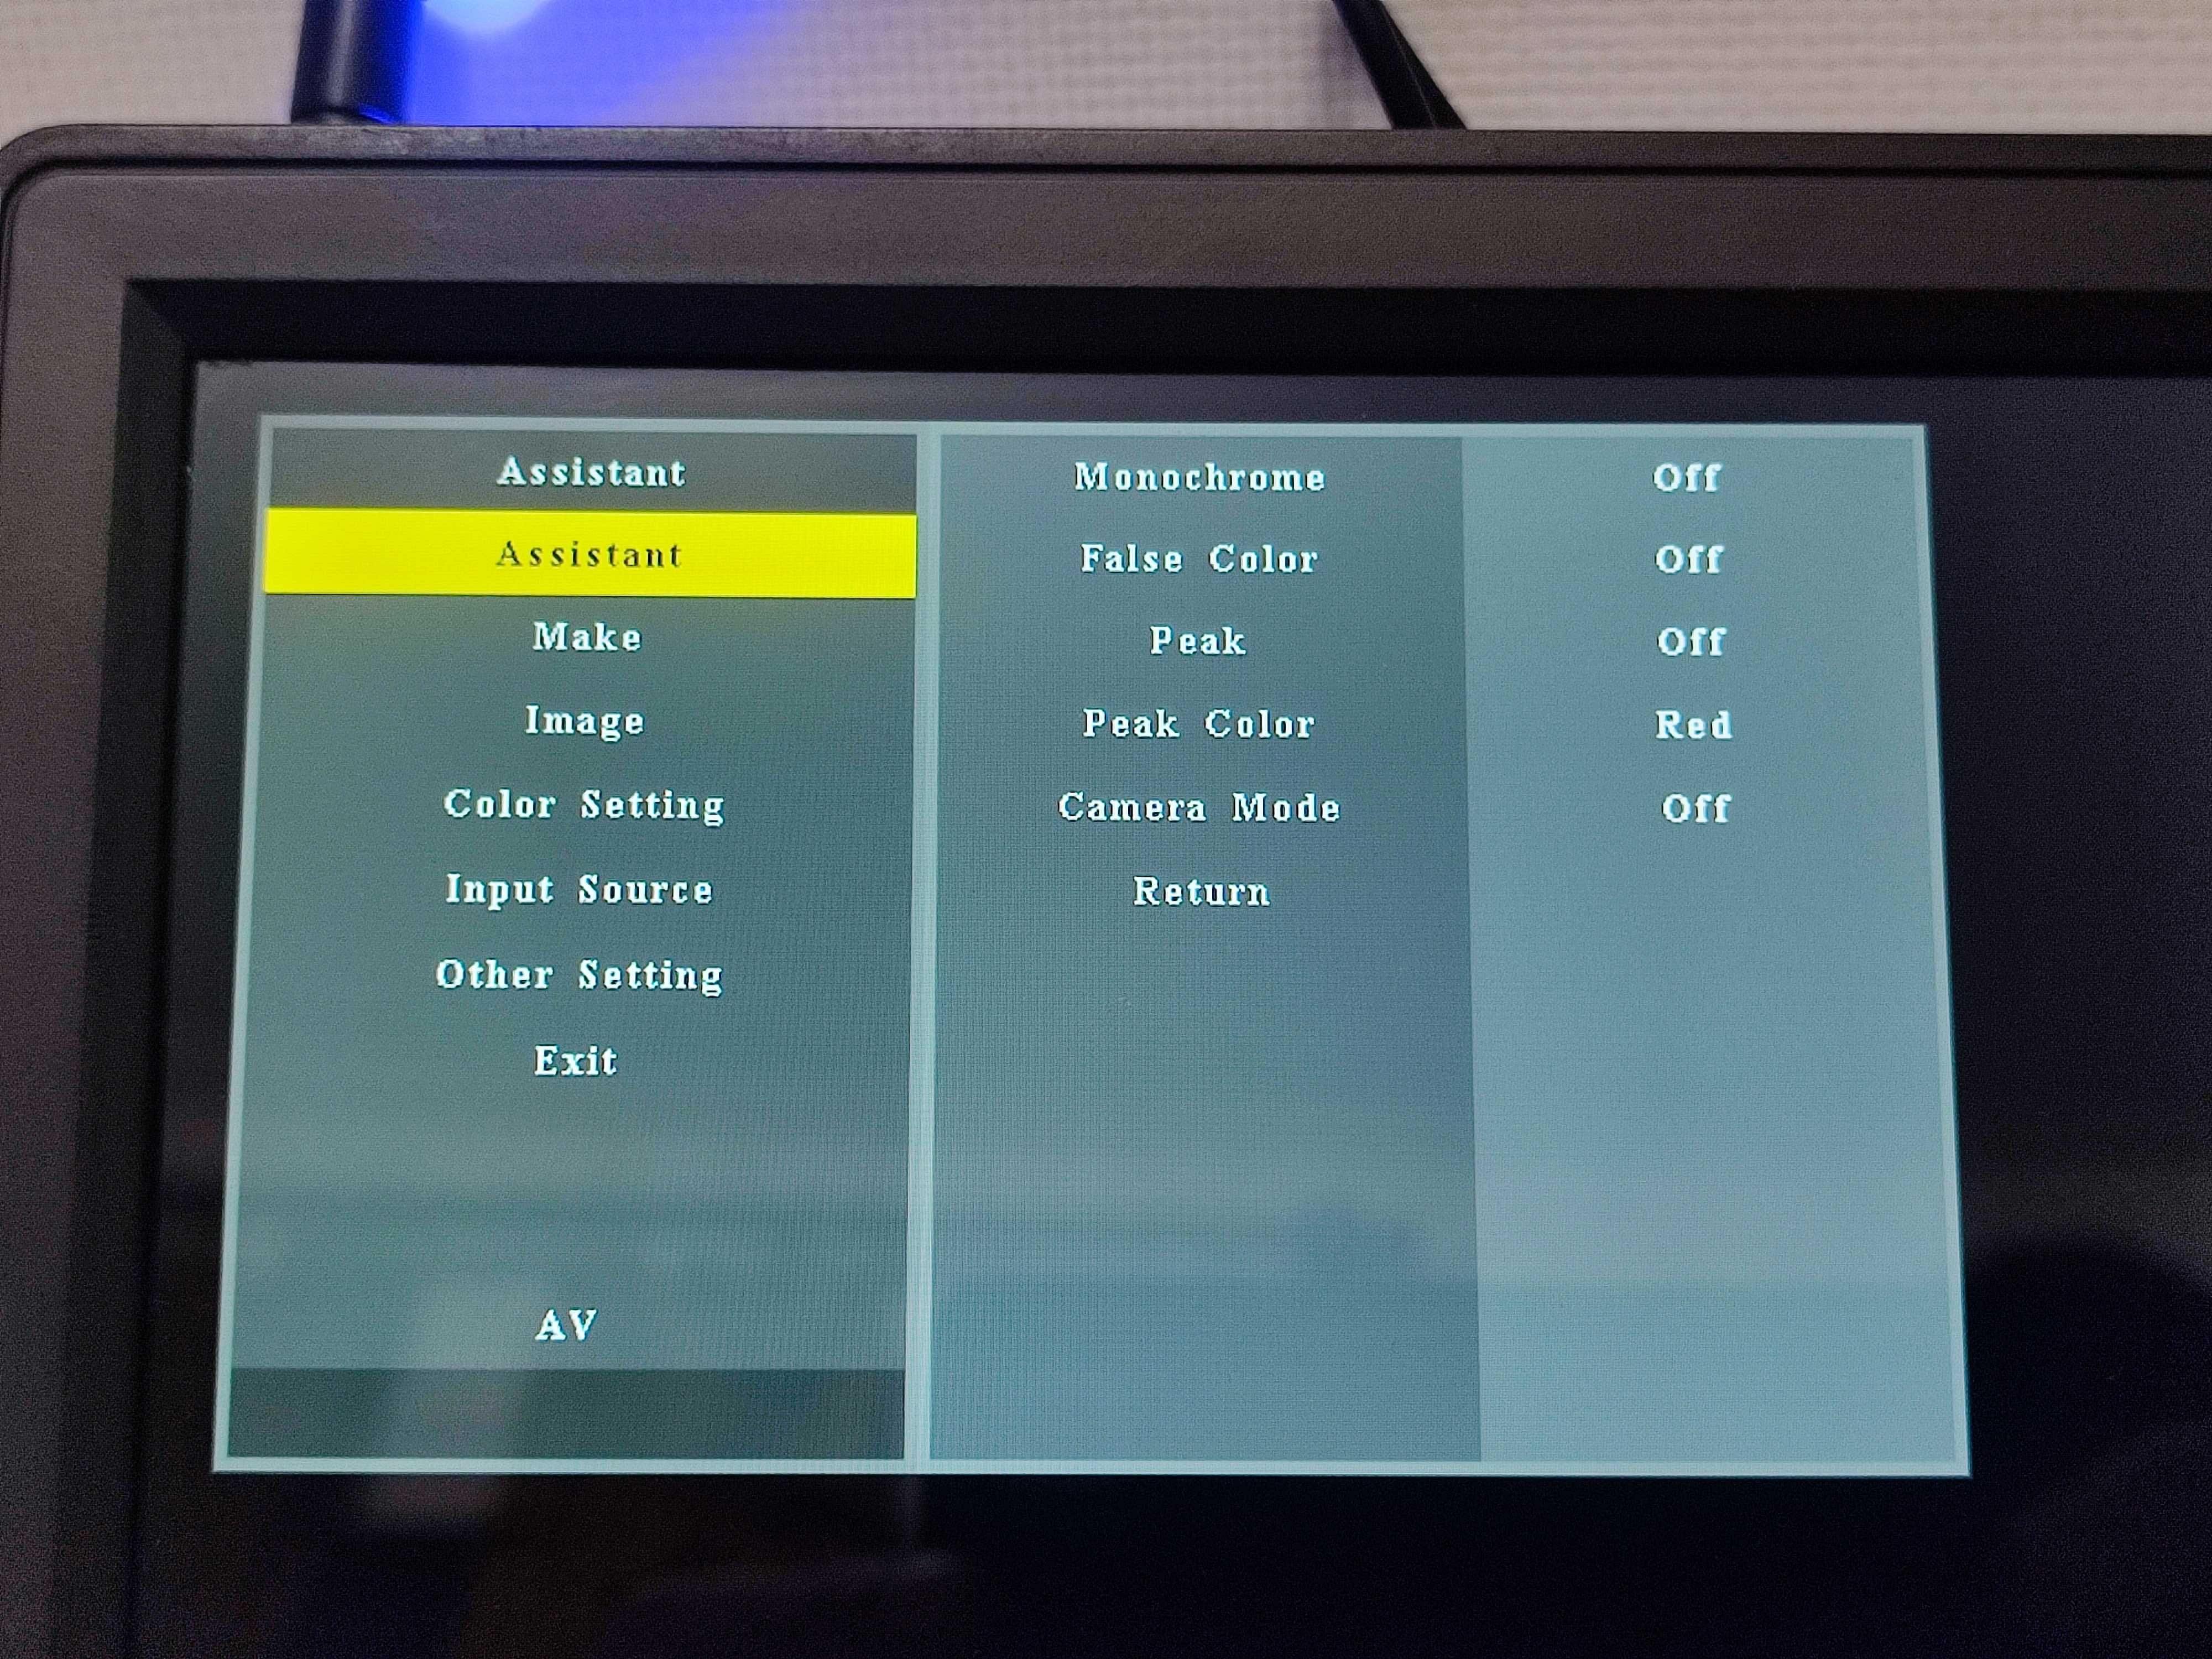 Assistant
Assistant
Make
Image
Color Setting
Input Source
Other Setting
Exit
AV
Monochrome Off
False Color Off
Peak Off
Peak Color Red
Camera Mode Off
Return